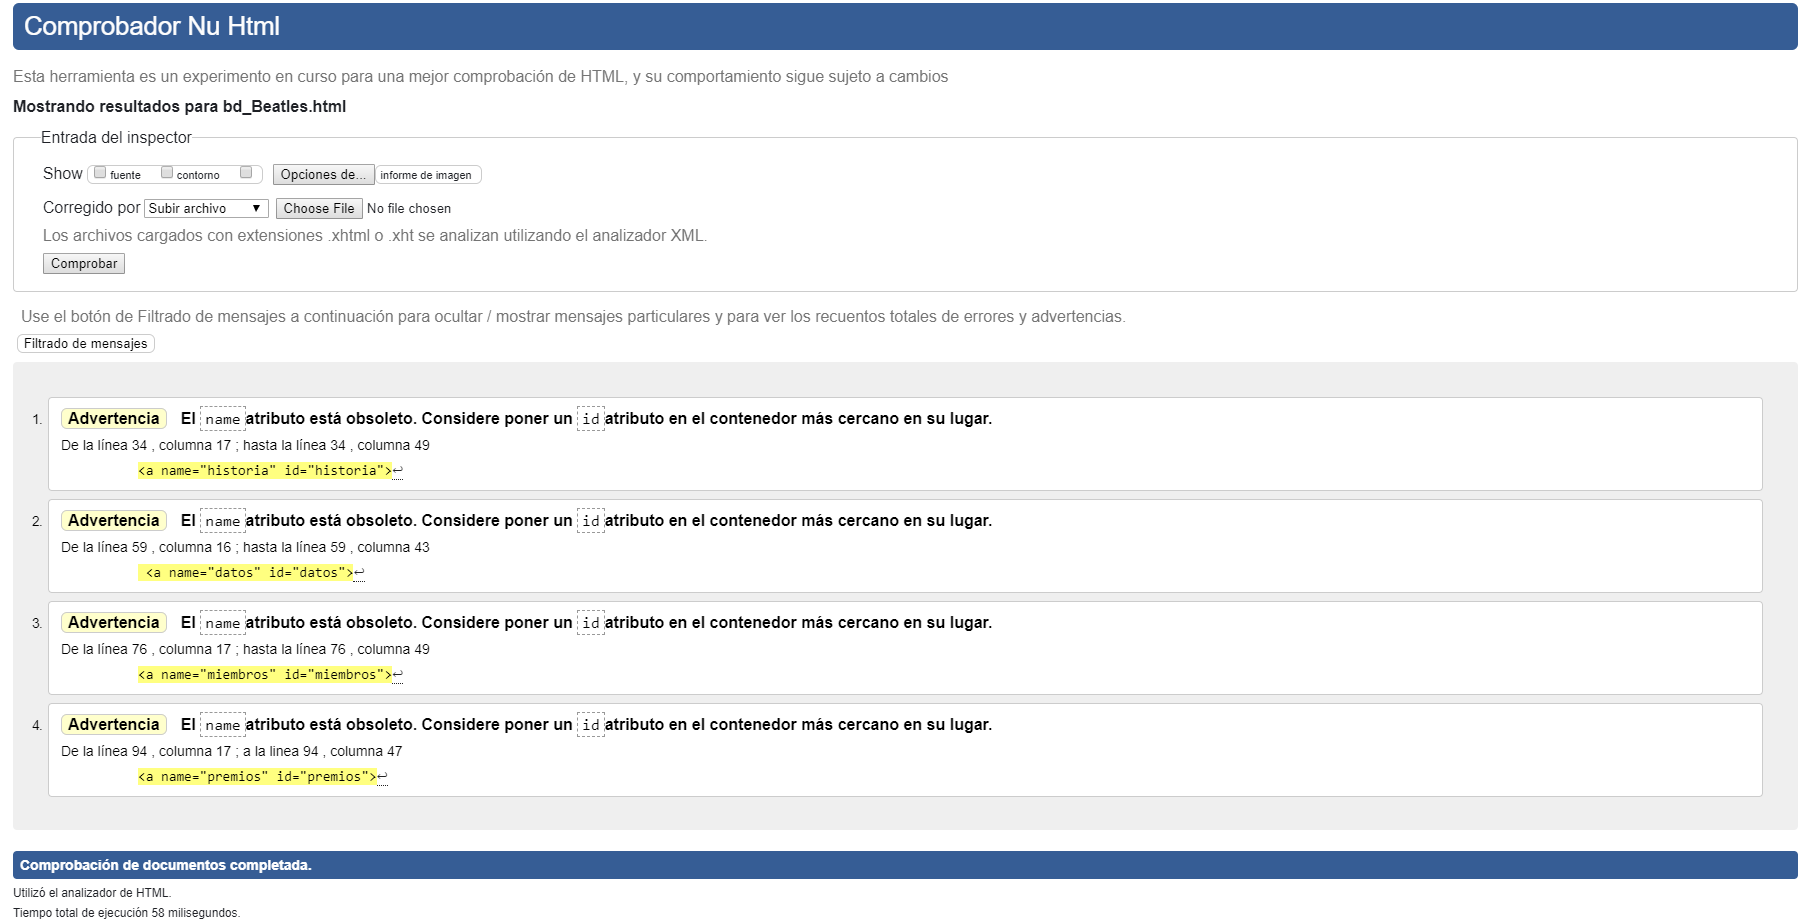 Comprobador Nu Html
Esta herramienta es un experimento en curso para una mejor comprobación de HTML, y su comportamiento sigue sujeto a cambios
Mostrando resultados para bd_Beatles.html
Entrada del inspector
Show fuente contorno Opciones de... informe de imagen
Corregido por Subir archivo ▼ Choose File No file chosen
Los archivos cargados con extensiones .xhtml o .xht se analizan utilizando el analizador XML.
Comprobar
Use el botón de Filtrado de mensajes a continuación para ocultar / mostrar mensajes particulares y para ver los recuentos totales de errores y advertencias.
Filtrado de mensajes
1. Advertencia El name atributo está obsoleto. Considere poner un id atributo en el contenedor más cercano en su lugar.
De la línea 34 , columna 17 ; hasta la línea 34 , columna 49
<a name="historia" id="historia">↩
2. Advertencia El name atributo está obsoleto. Considere poner un id atributo en el contenedor más cercano en su lugar.
De la línea 59 , columna 16 ; hasta la línea 59 , columna 43
<a name="datos" id="datos">↩
3. Advertencia El name atributo está obsoleto. Considere poner un id atributo en el contenedor más cercano en su lugar.
De la línea 76 , columna 17 ; hasta la línea 76 , columna 49
<a name="miembros" id="miembros">↩
4. Advertencia El name atributo está obsoleto. Considere poner un id atributo en el contenedor más cercano en su lugar.
De la línea 94 , columna 17 ; a la linea 94 , columna 47
<a name="premios" id="premios">↩
Comprobación de documentos completada.
Utilizó el analizador de HTML.
Tiempo total de ejecución 58 milisegundos.